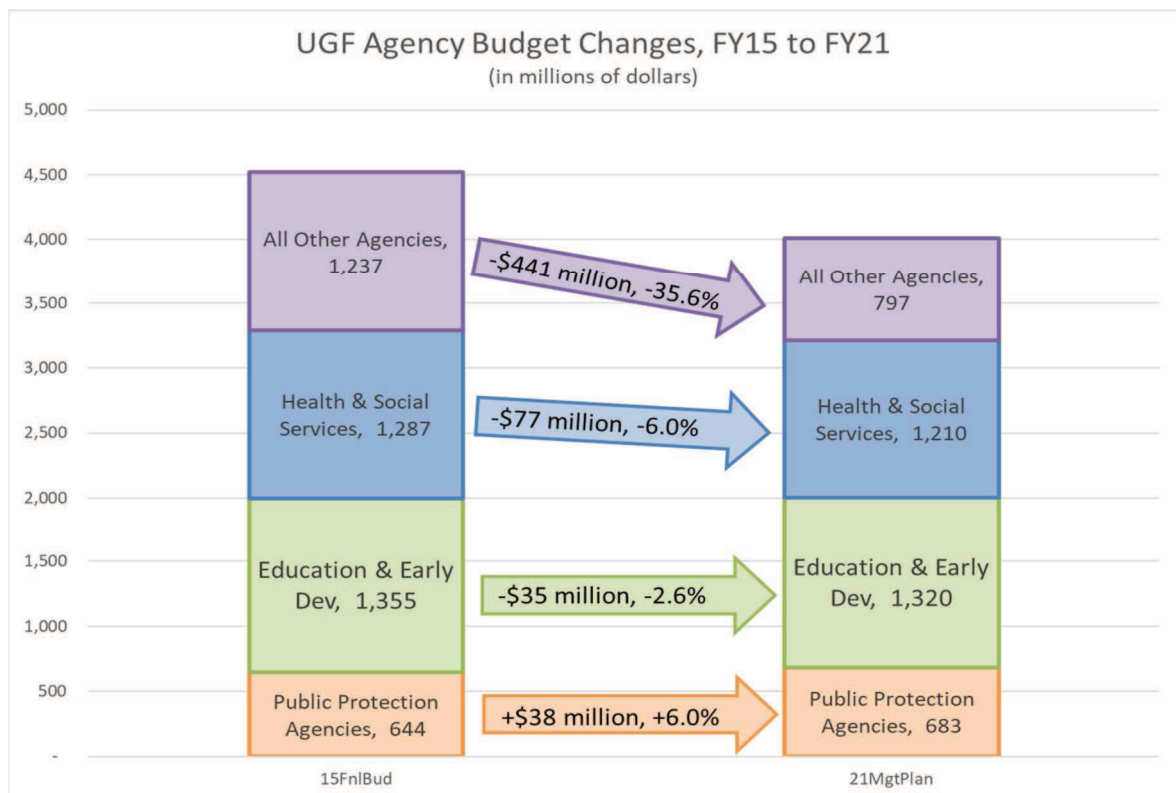 UGF Agency Budget Changes, FY15 to FY21
(in millions of dollars)
5,000
4,500
4,000
3,500
3,000
2,500
2,000
1,500
1,000
500
-
All Other Agencies,
1,237
Health & Social
Services, 1,287
Education & Early
Dev, 1,355
Public Protection
Agencies, 644
-$441 million, -35.6%
-$77 million, -6.0%
-$35 million, -2.6%
+$38 million, +6.0%
All Other Agencies,
797
Health & Social
Services, 1,210
Education & Early
Dev, 1,320
Public Protection
Agencies, 683
15FnlBud
21MgtPlan